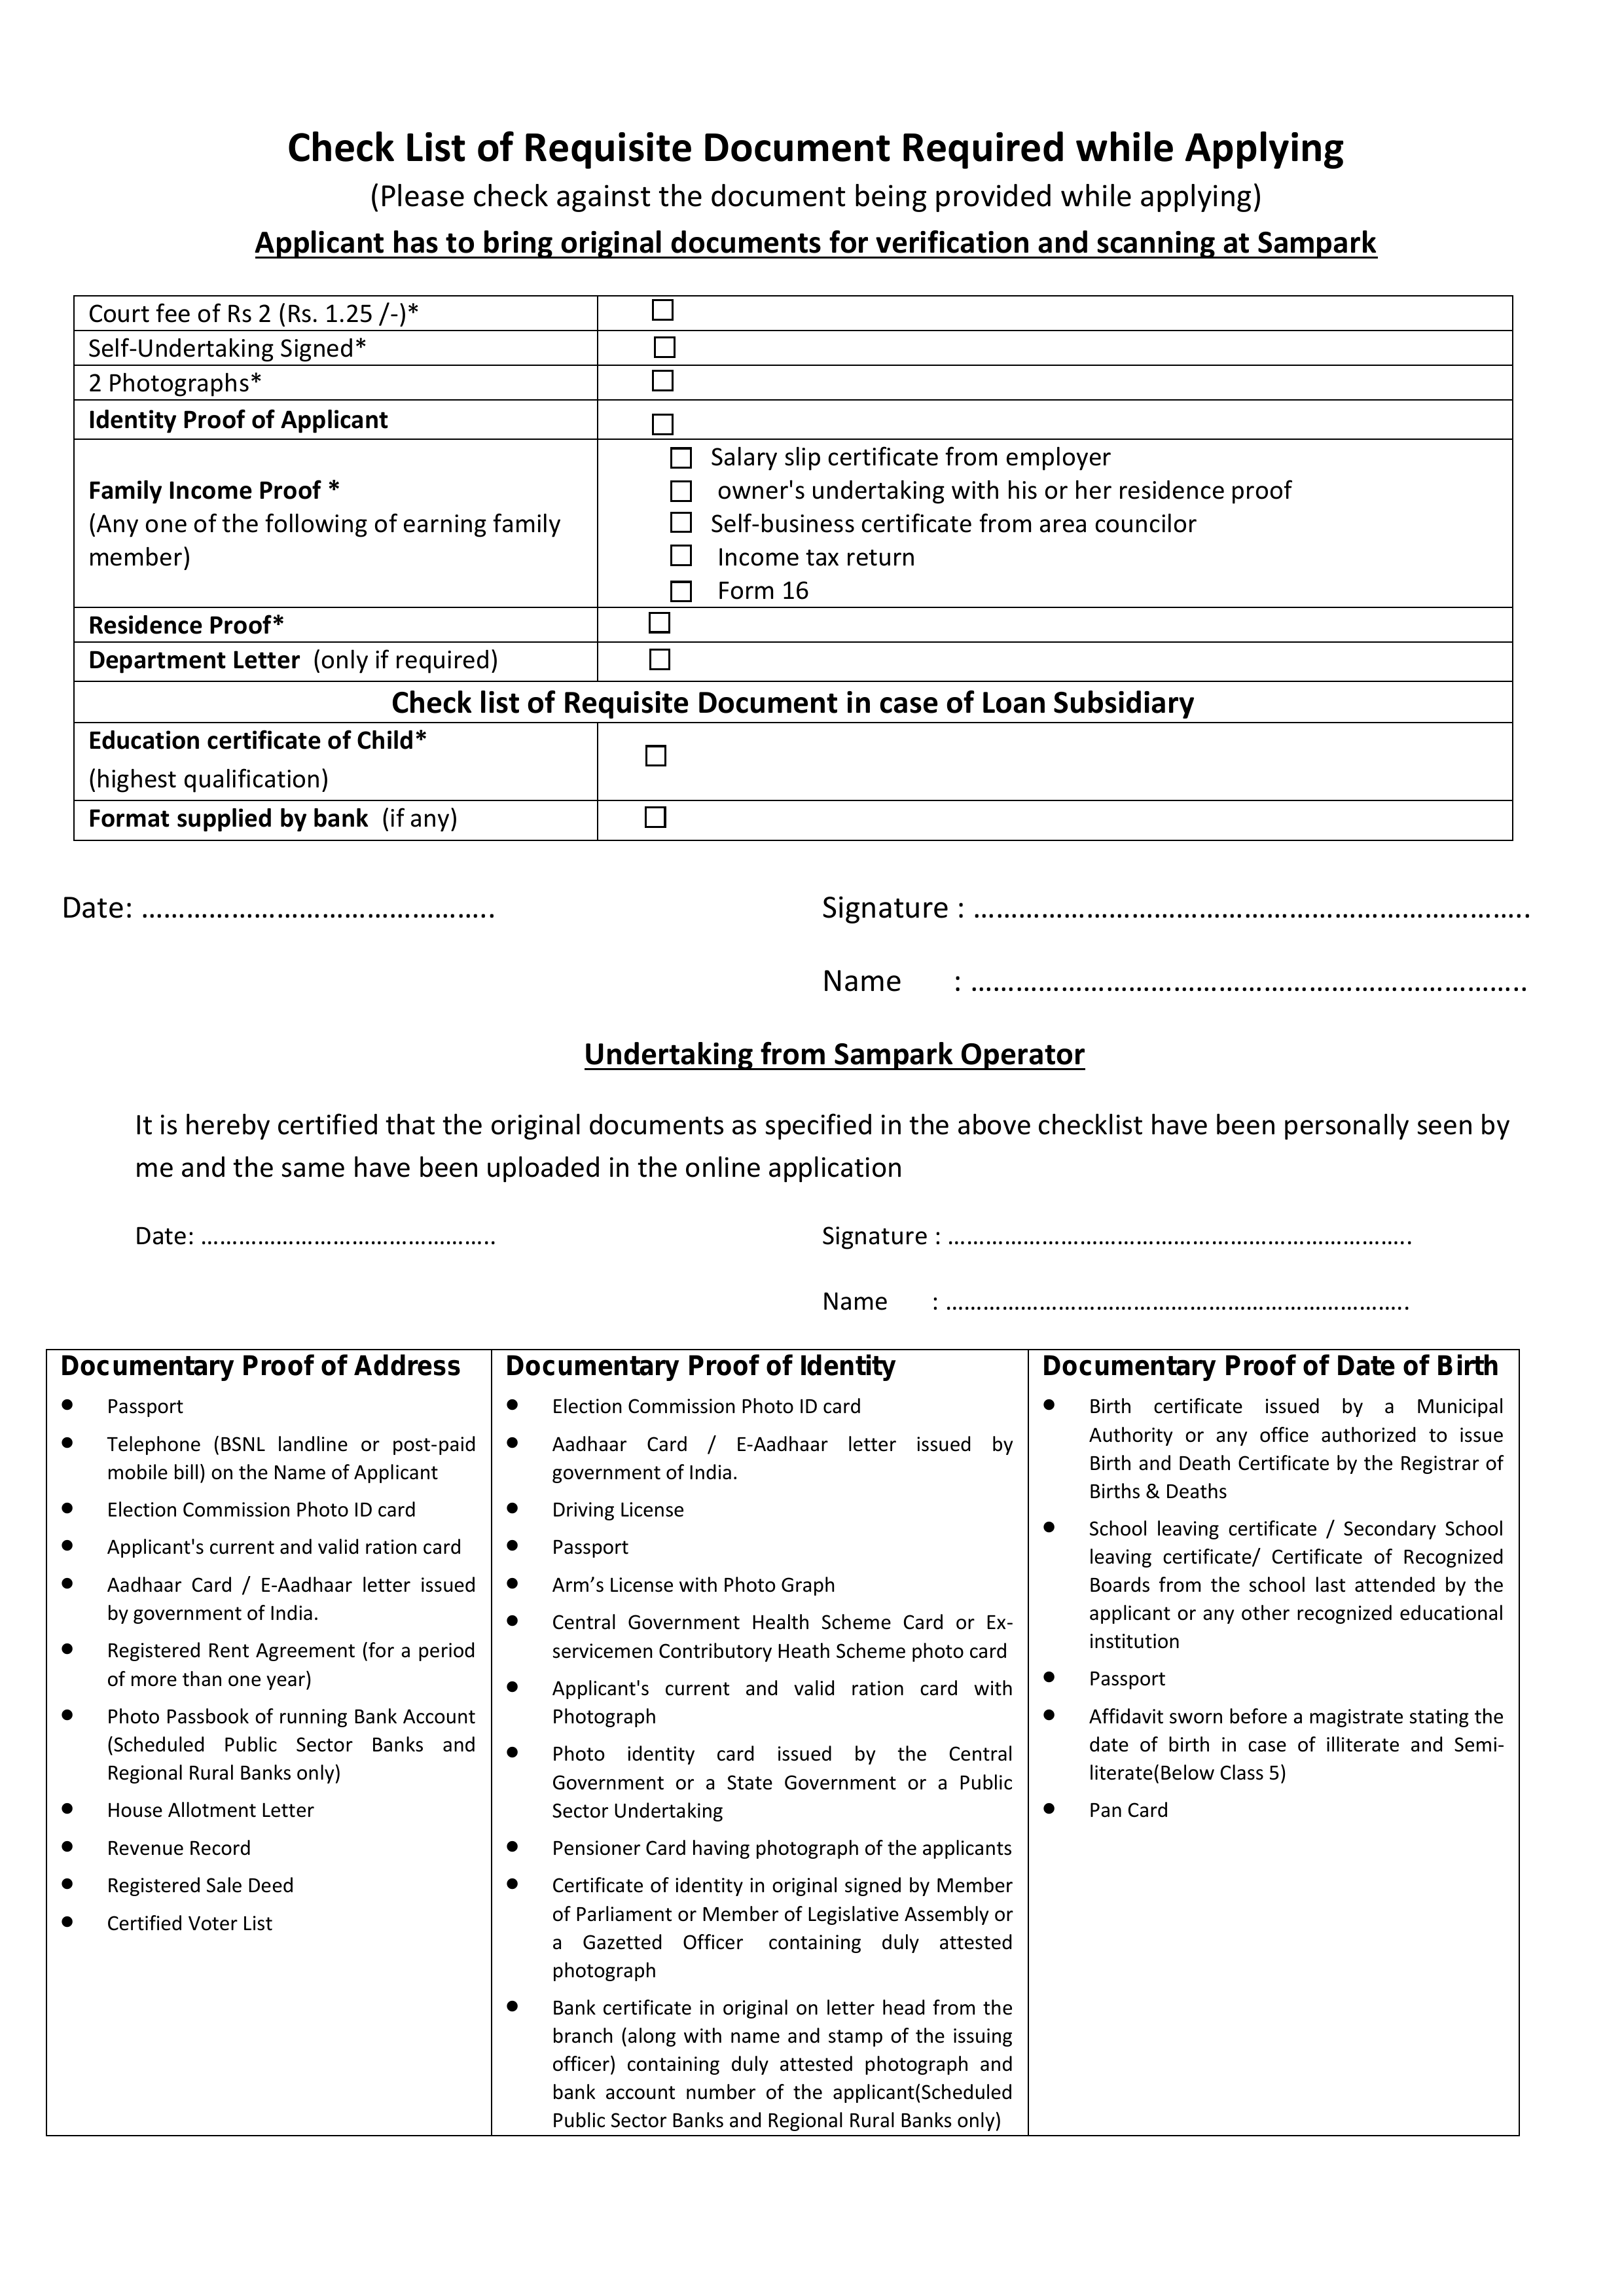 Check List of Requisite Document Required while Applying
(Please check against the document being provided while applying)
Applicant has to bring original documents for verification and scanning at Sampark
Court fee of Rs 2 (Rs. 1.25 /-)*
Self-Undertaking Signed*
2 Photographs*
Identity Proof of Applicant
Family Income Proof *
(Any one of the following of earning family
member)
Salary slip certificate from employer
owner's undertaking with his or her residence proof
Self-business certificate from area councilor
Income tax return
Form 16
Residence Proof*
Department Letter (only if required)
Check list of Requisite Document in case of Loan Subsidiary
Education certificate of Child*
(highest qualification)
Format supplied by bank (if any)
Date: ………………………………………..
Signature : ………………………………………………………………..
Name : ………………………………………………………………..
Undertaking from Sampark Operator
It is hereby certified that the original documents as specified in the above checklist have been personally seen by
me and the same have been uploaded in the online application
Date: ………………………………………..
Signature : ………………………………………………………………..
Name : ………………………………………………………………..
Documentary Proof of Address
• Passport
• Telephone (BSNL landline or post-paid
mobile bill) on the Name of Applicant
• Election Commission Photo ID card
• Applicant's current and valid ration card
• Aadhaar Card / E-Aadhaar letter issued
by government of India.
• Registered Rent Agreement (for a period
of more than one year)
• Photo Passbook of running Bank Account
(Scheduled Public Sector Banks and
Regional Rural Banks only)
• House Allotment Letter
• Revenue Record
• Registered Sale Deed
• Certified Voter List
Documentary Proof of Identity
• Election Commission Photo ID card
• Aadhaar Card / E-Aadhaar letter issued by
government of India.
• Driving License
• Passport
• Arm’s License with Photo Graph
• Central Government Health Scheme Card or Ex-
servicemen Contributory Heath Scheme photo card
• Applicant's current and valid ration card with
Photograph
• Photo identity card issued by the Central
Government or a State Government or a Public
Sector Undertaking
• Pensioner Card having photograph of the applicants
• Certificate of identity in original signed by Member
of Parliament or Member of Legislative Assembly or
a Gazetted Officer containing duly attested
photograph
• Bank certificate in original on letter head from the
branch (along with name and stamp of the issuing
officer) containing duly attested photograph and
bank account number of the applicant(Scheduled
Public Sector Banks and Regional Rural Banks only)
Documentary Proof of Date of Birth
• Birth certificate issued by a Municipal
Authority or any office authorized to issue
Birth and Death Certificate by the Registrar of
Births & Deaths
• School leaving certificate / Secondary School
leaving certificate/ Certificate of Recognized
Boards from the school last attended by the
applicant or any other recognized educational
institution
• Passport
• Affidavit sworn before a magistrate stating the
date of birth in case of illiterate and Semi-
literate(Below Class 5)
• Pan Card